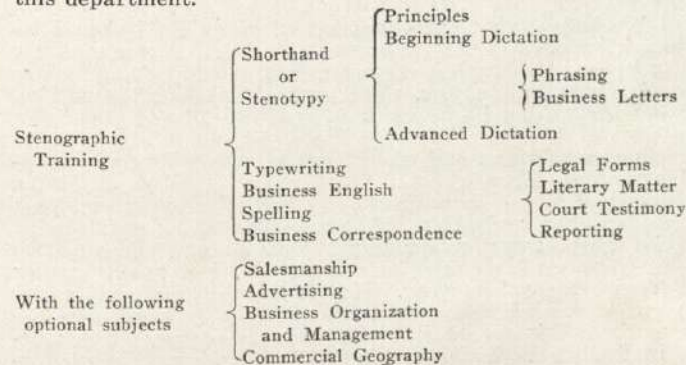 this department.
Principles
Beginning Dictation
Shorthand
or
Stenotypy
Phrasing
Business Letters
Advanced Dictation
Stenographic
Training
Typewriting
Business English
Spelling
Business Correspondence
Legal Forms
Literary Matter
Court Testimony
Reporting
With the following
optional subjects
Salesmanship
Advertising
Business Organization
and Management
Commercial Geography